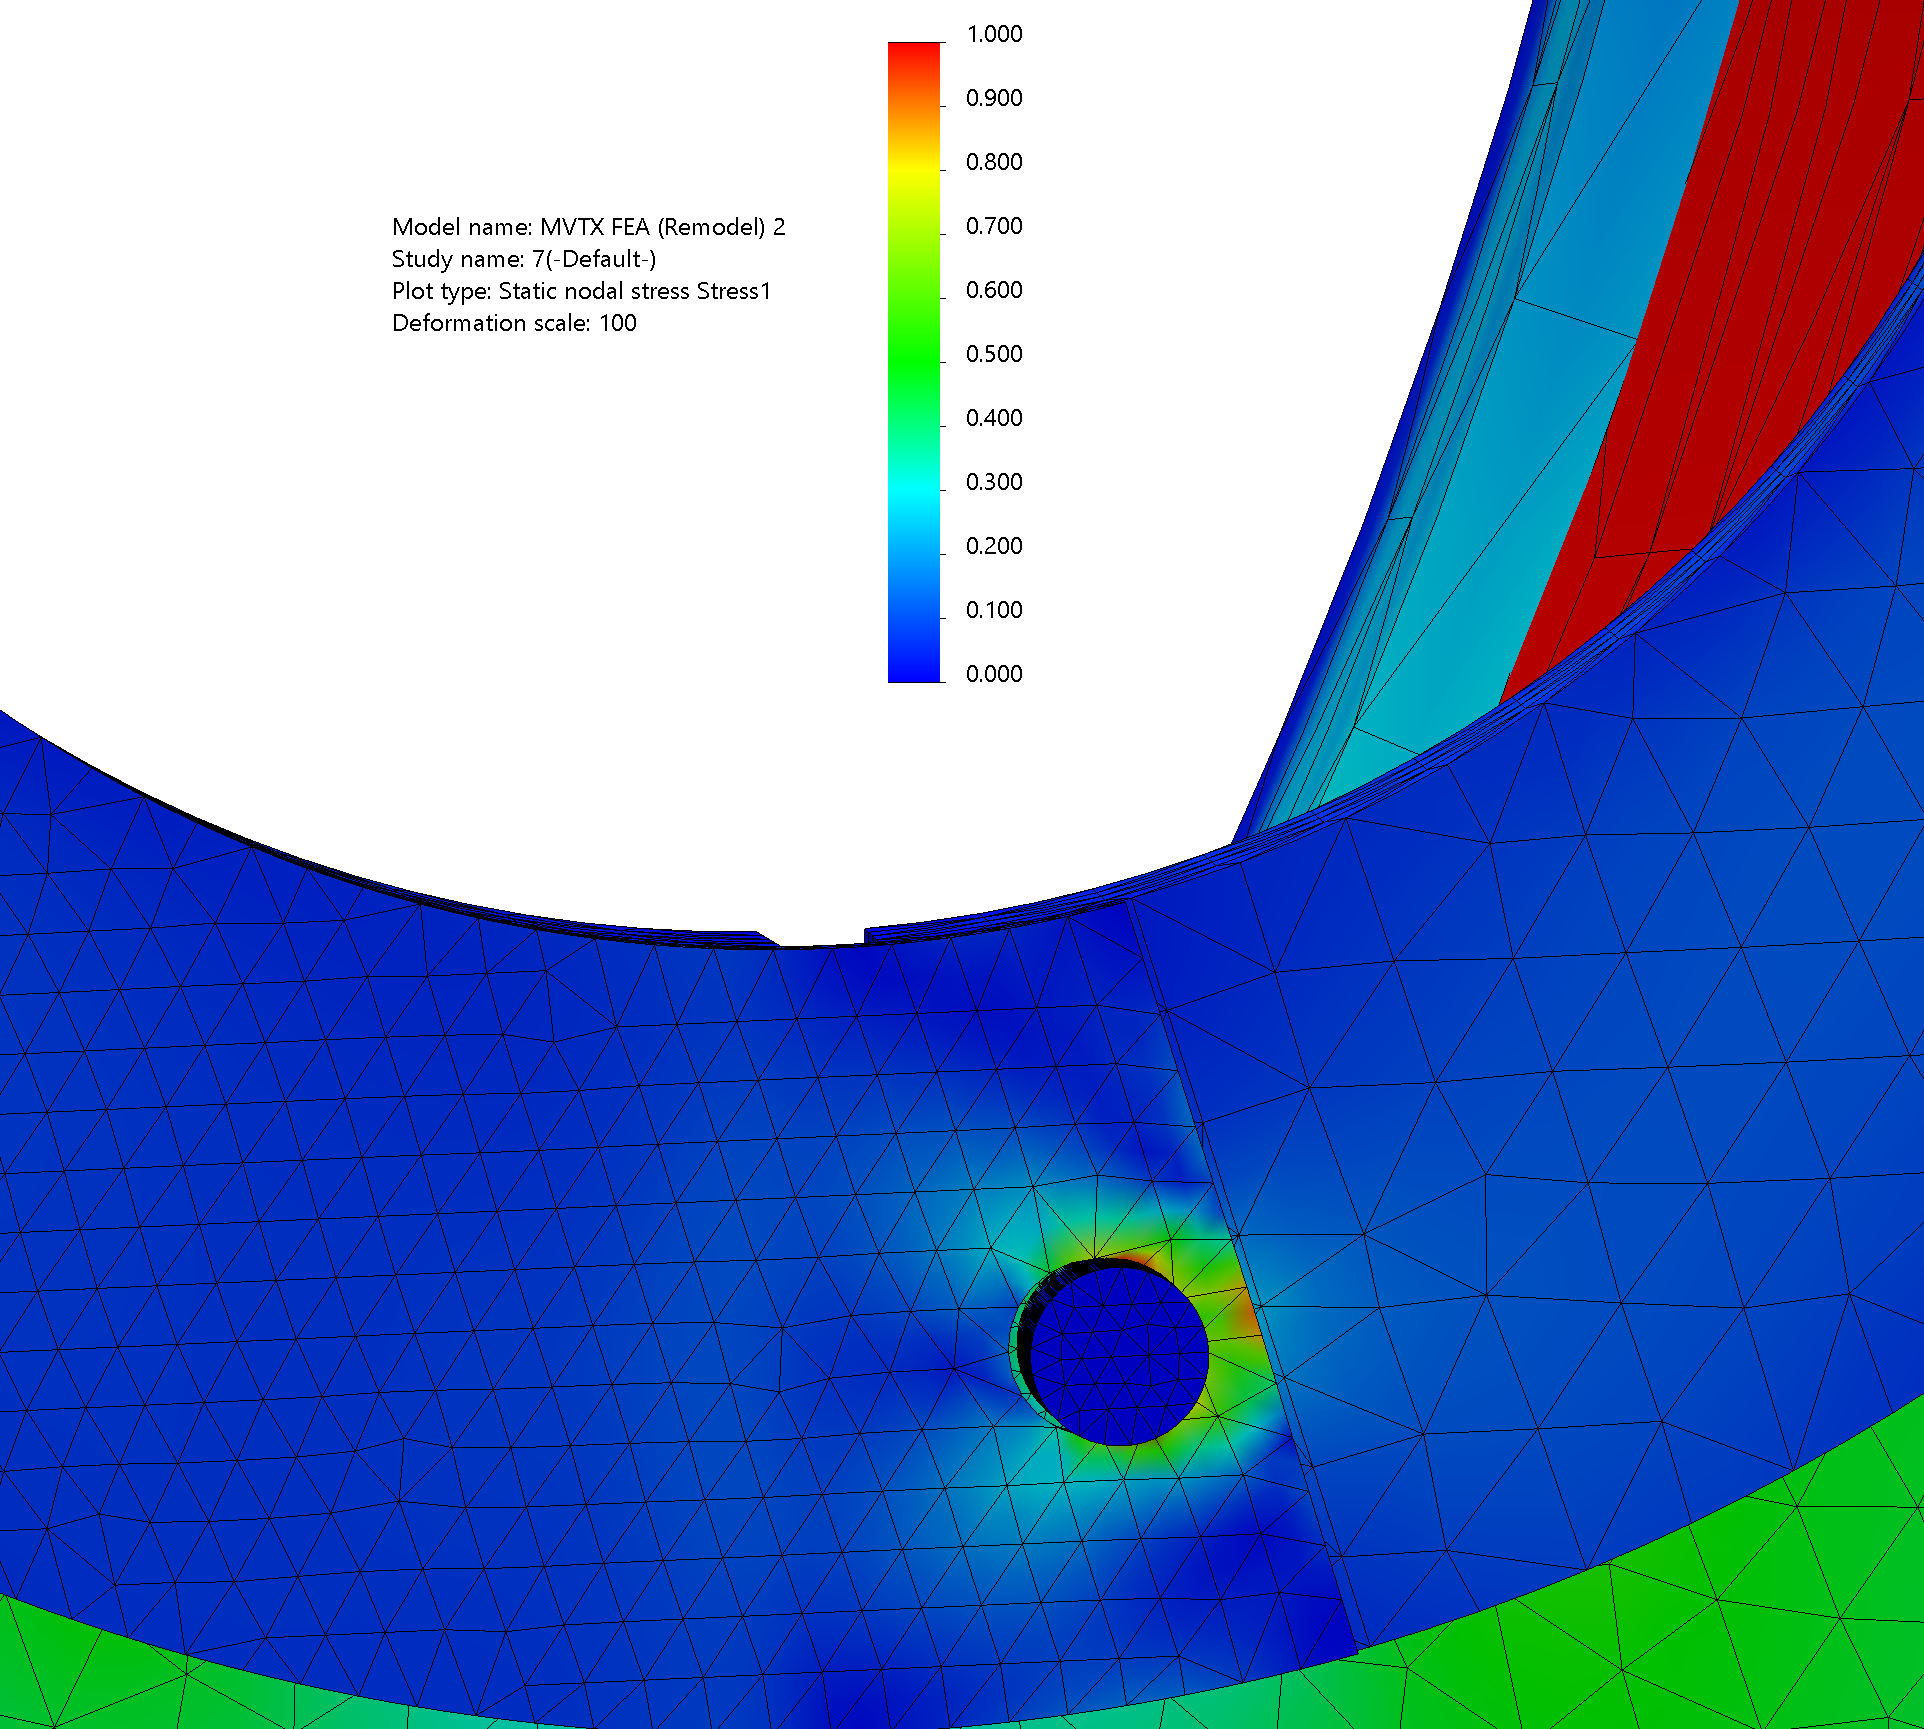 1.000
0.900
0.800
0.700
Model name: MVTX FEA (Remodel) 2
Study name: 7(-Default-)
Plot type: Static nodal stress Stress1
Deformation scale: 100
0.600
0.500
0.400
0.300
0.200
0.100
0.000